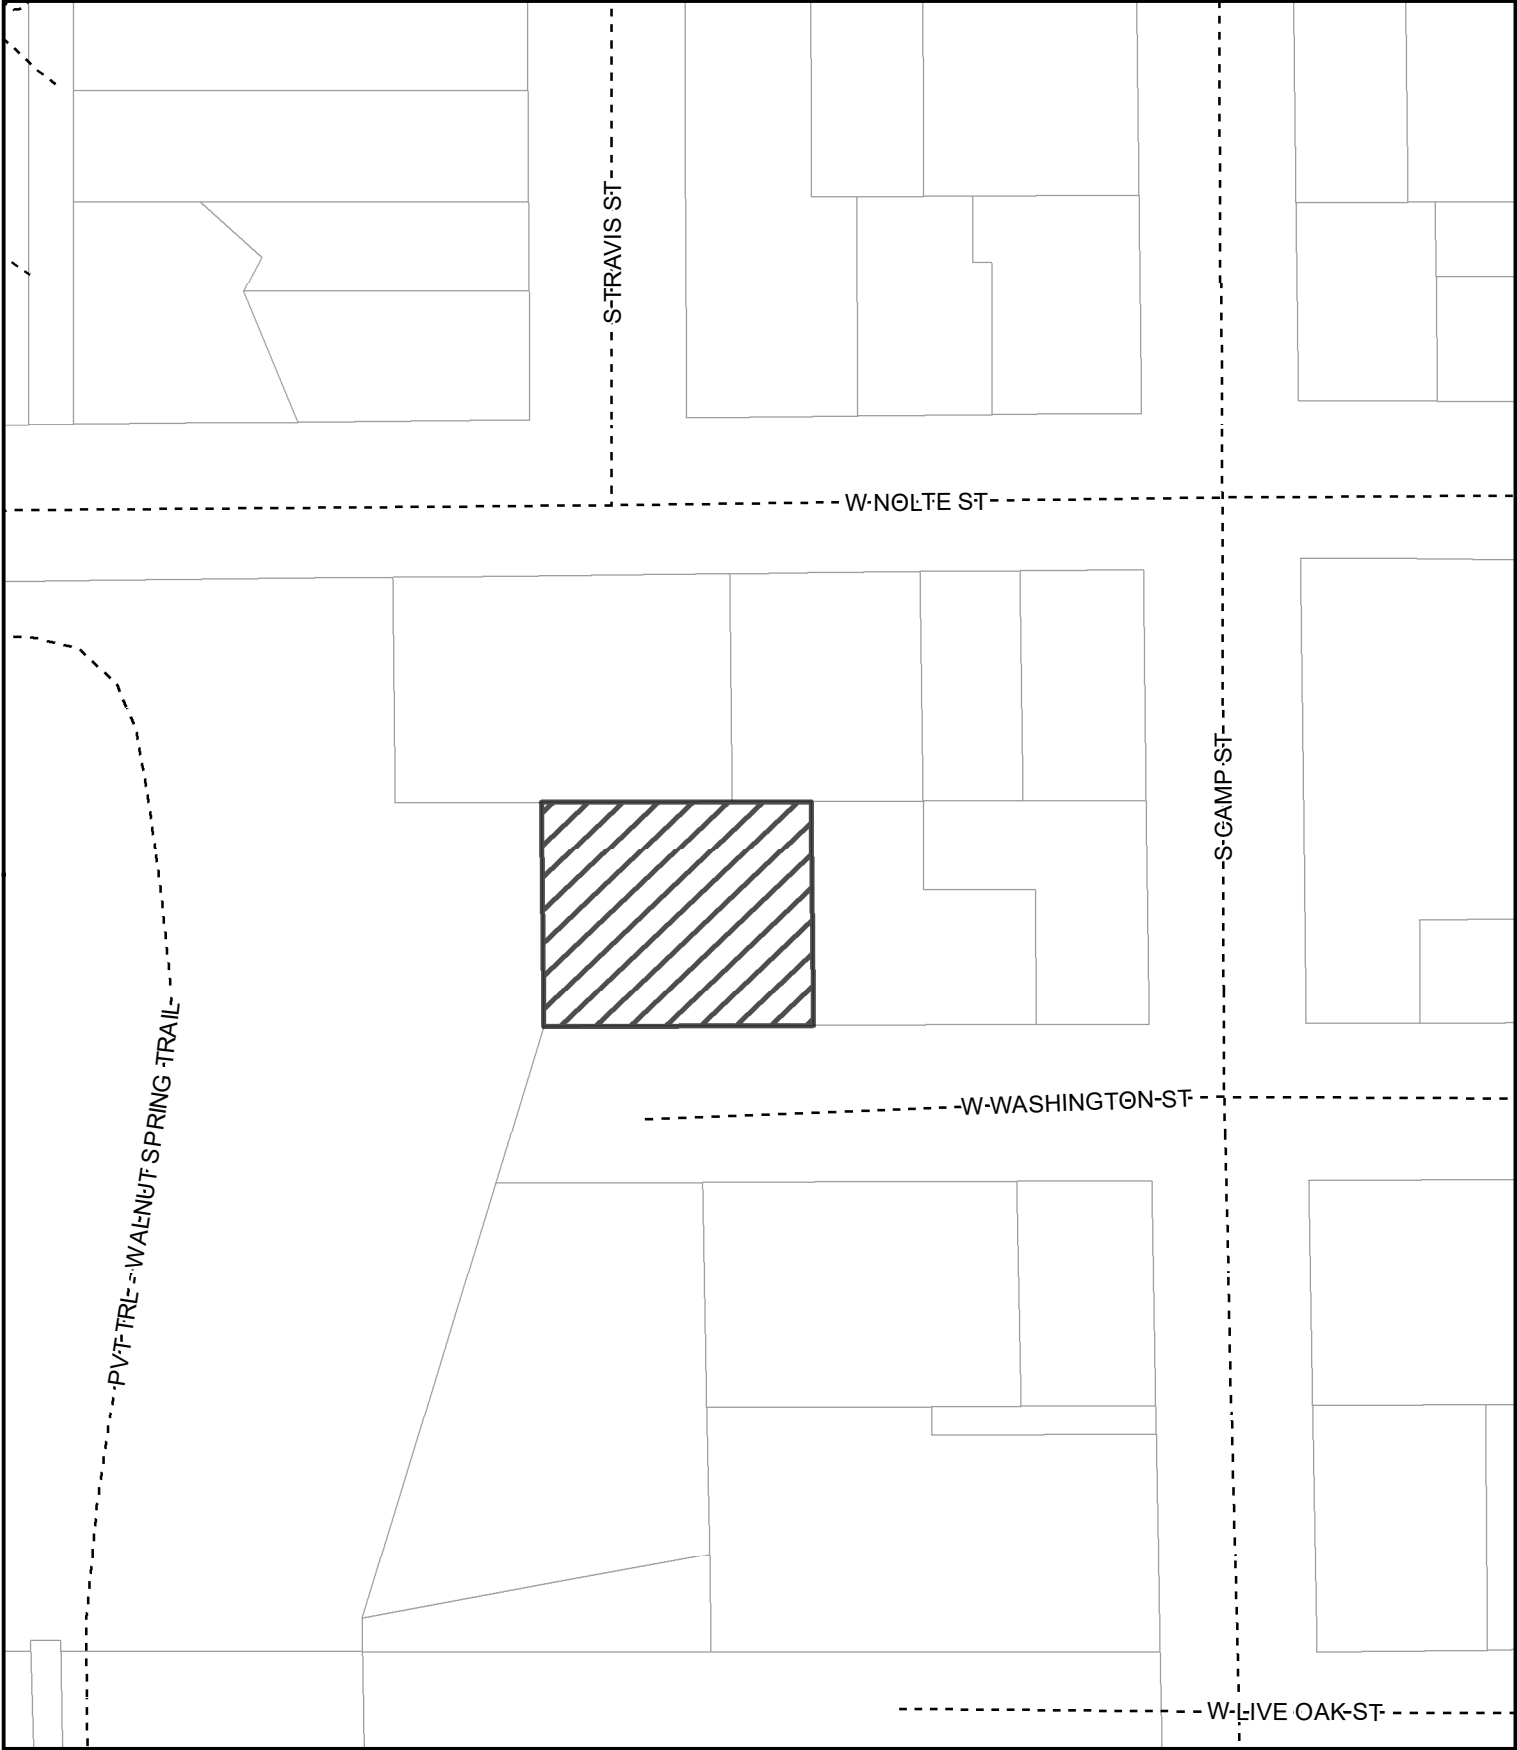 S TRAVIS ST
W NOLTE ST
S CAMP ST
PVT TRL - WALNUT SPRING TRAIL
W WASHINGTON ST
W LIVE OAK ST